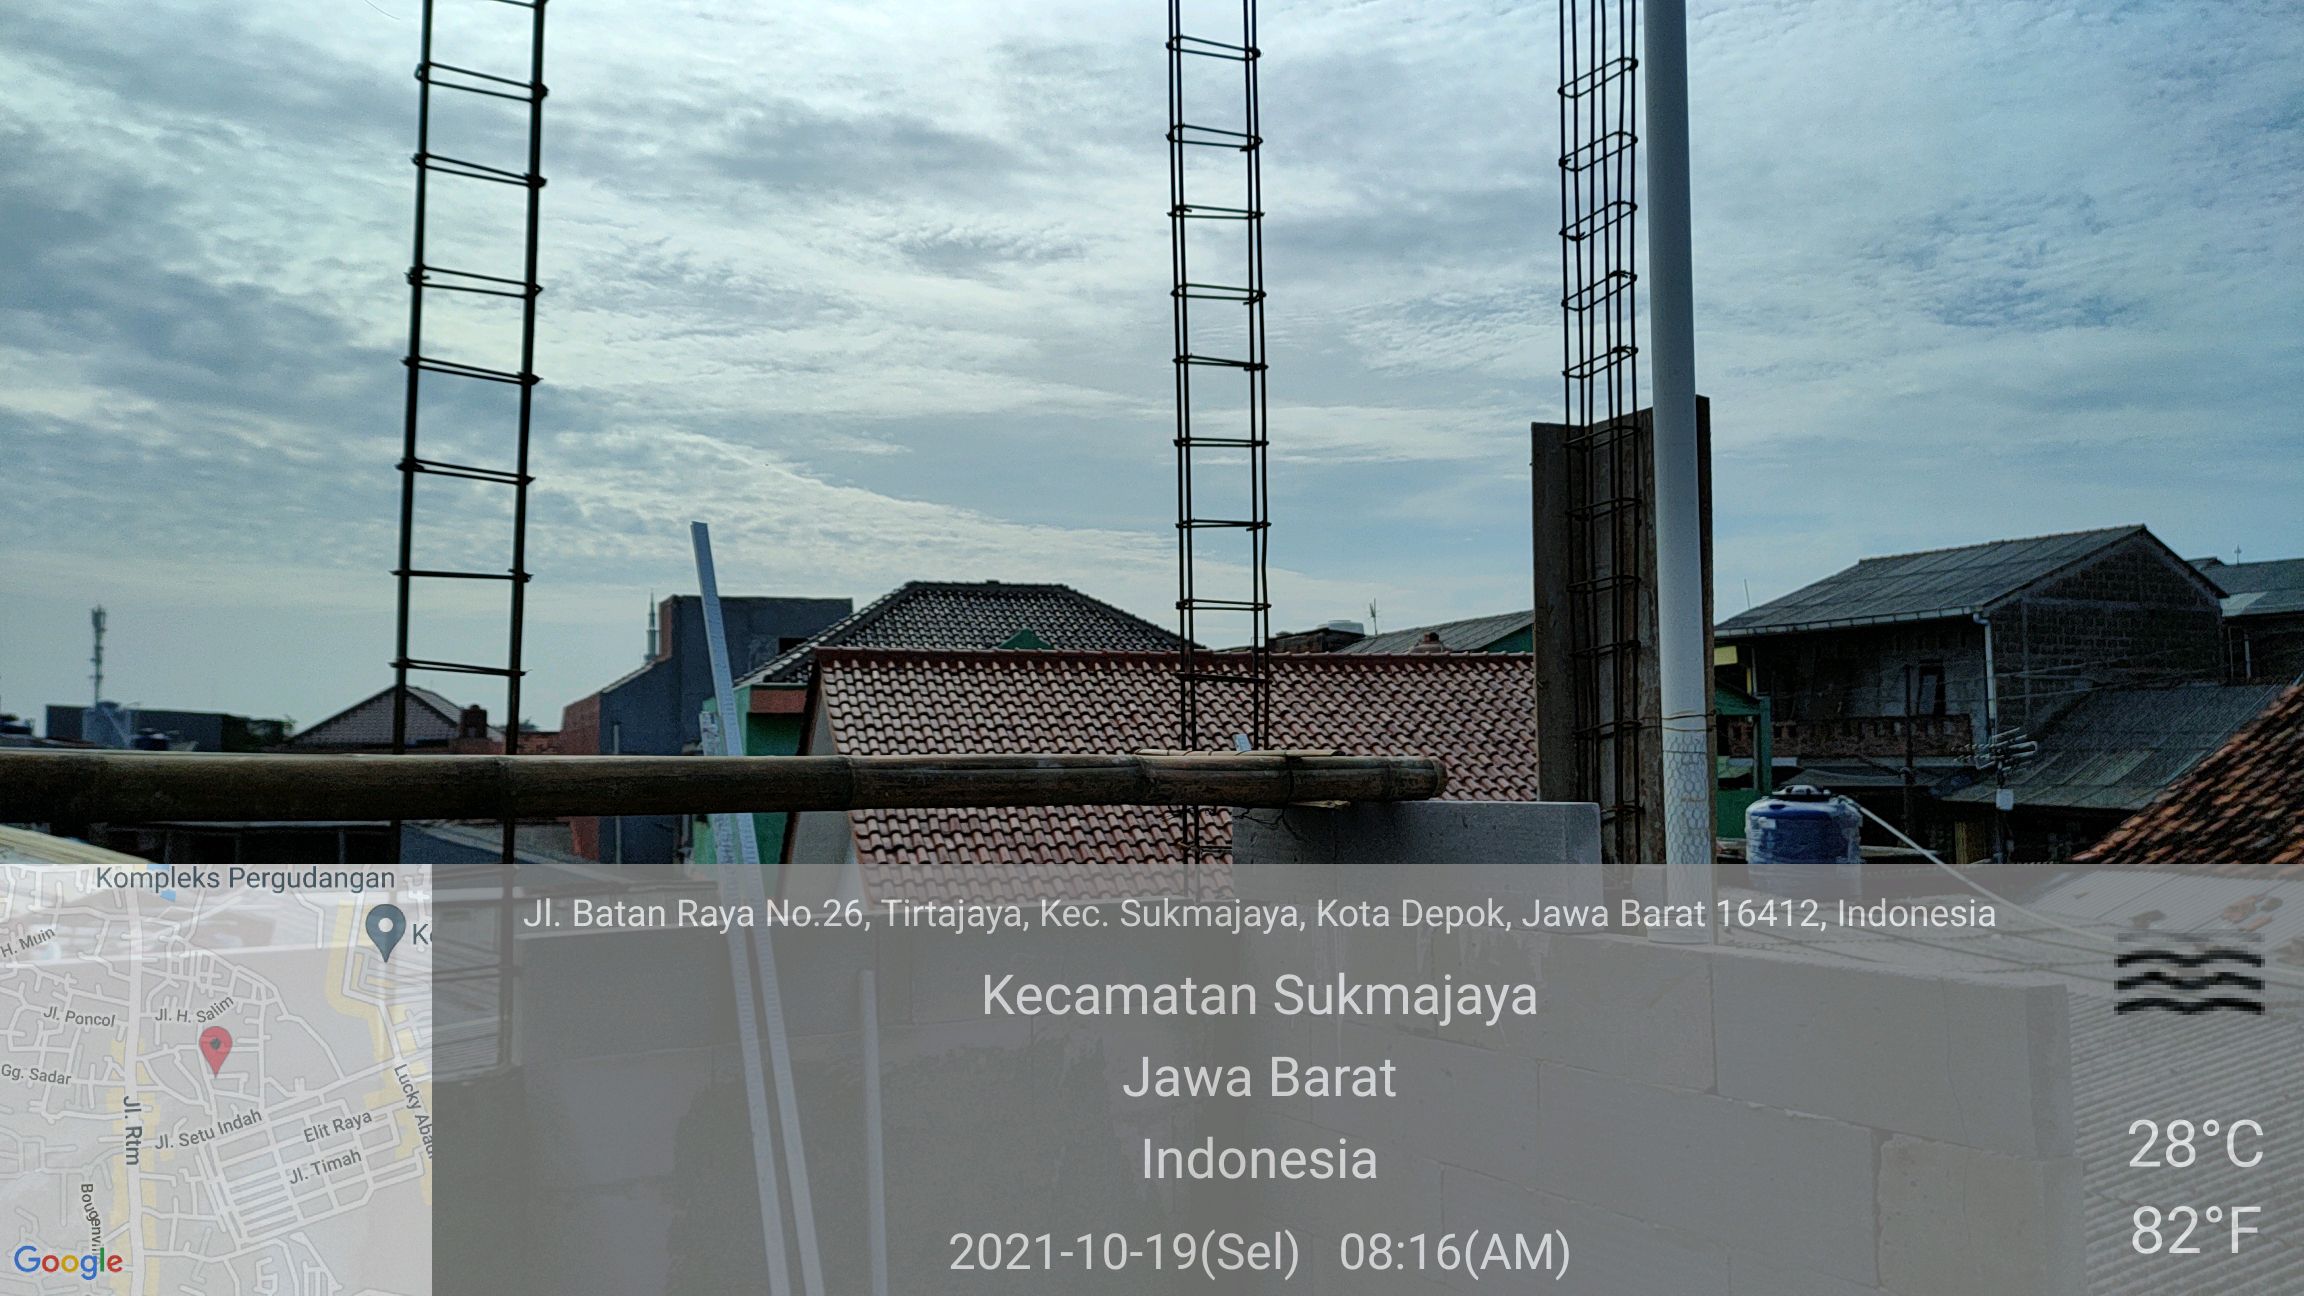 Kompleks Pergudangan
H. Muin
Jl. Poncol
Jl. H. Salim
Gg. Sadar
Jl. Rtm
Jl. Setu Indah
Elit Raya
Jl. Timah
Lucky
Google
Jl. Batan Raya No.26, Tirtajaya, Kec. Sukmajaya, Kota Depok, Jawa Barat 16412, Indonesia
Kecamatan Sukmajaya
Jawa Barat
Indonesia
2021-10-19(Sel) 08:16(AM)
28°C
82°F